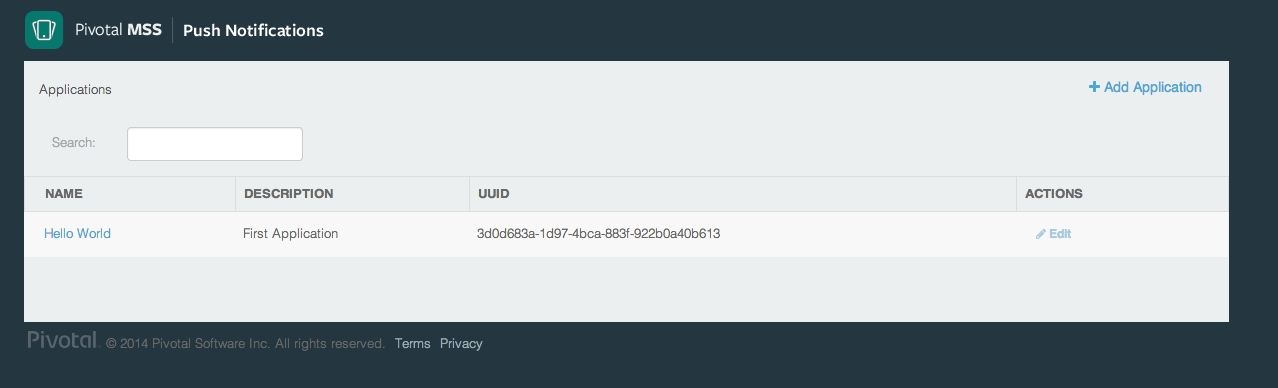 Pivotal MSS Push Notifications
Applications
Add Application
Search:
NAME DESCRIPTION UUID ACTIONS
Hello World First Application 3d0d683a-1d97-4bca-883f-922b0a40b613 Edit
Pivotal © 2014 Pivotal Software Inc. All rights reserved. Terms Privacy